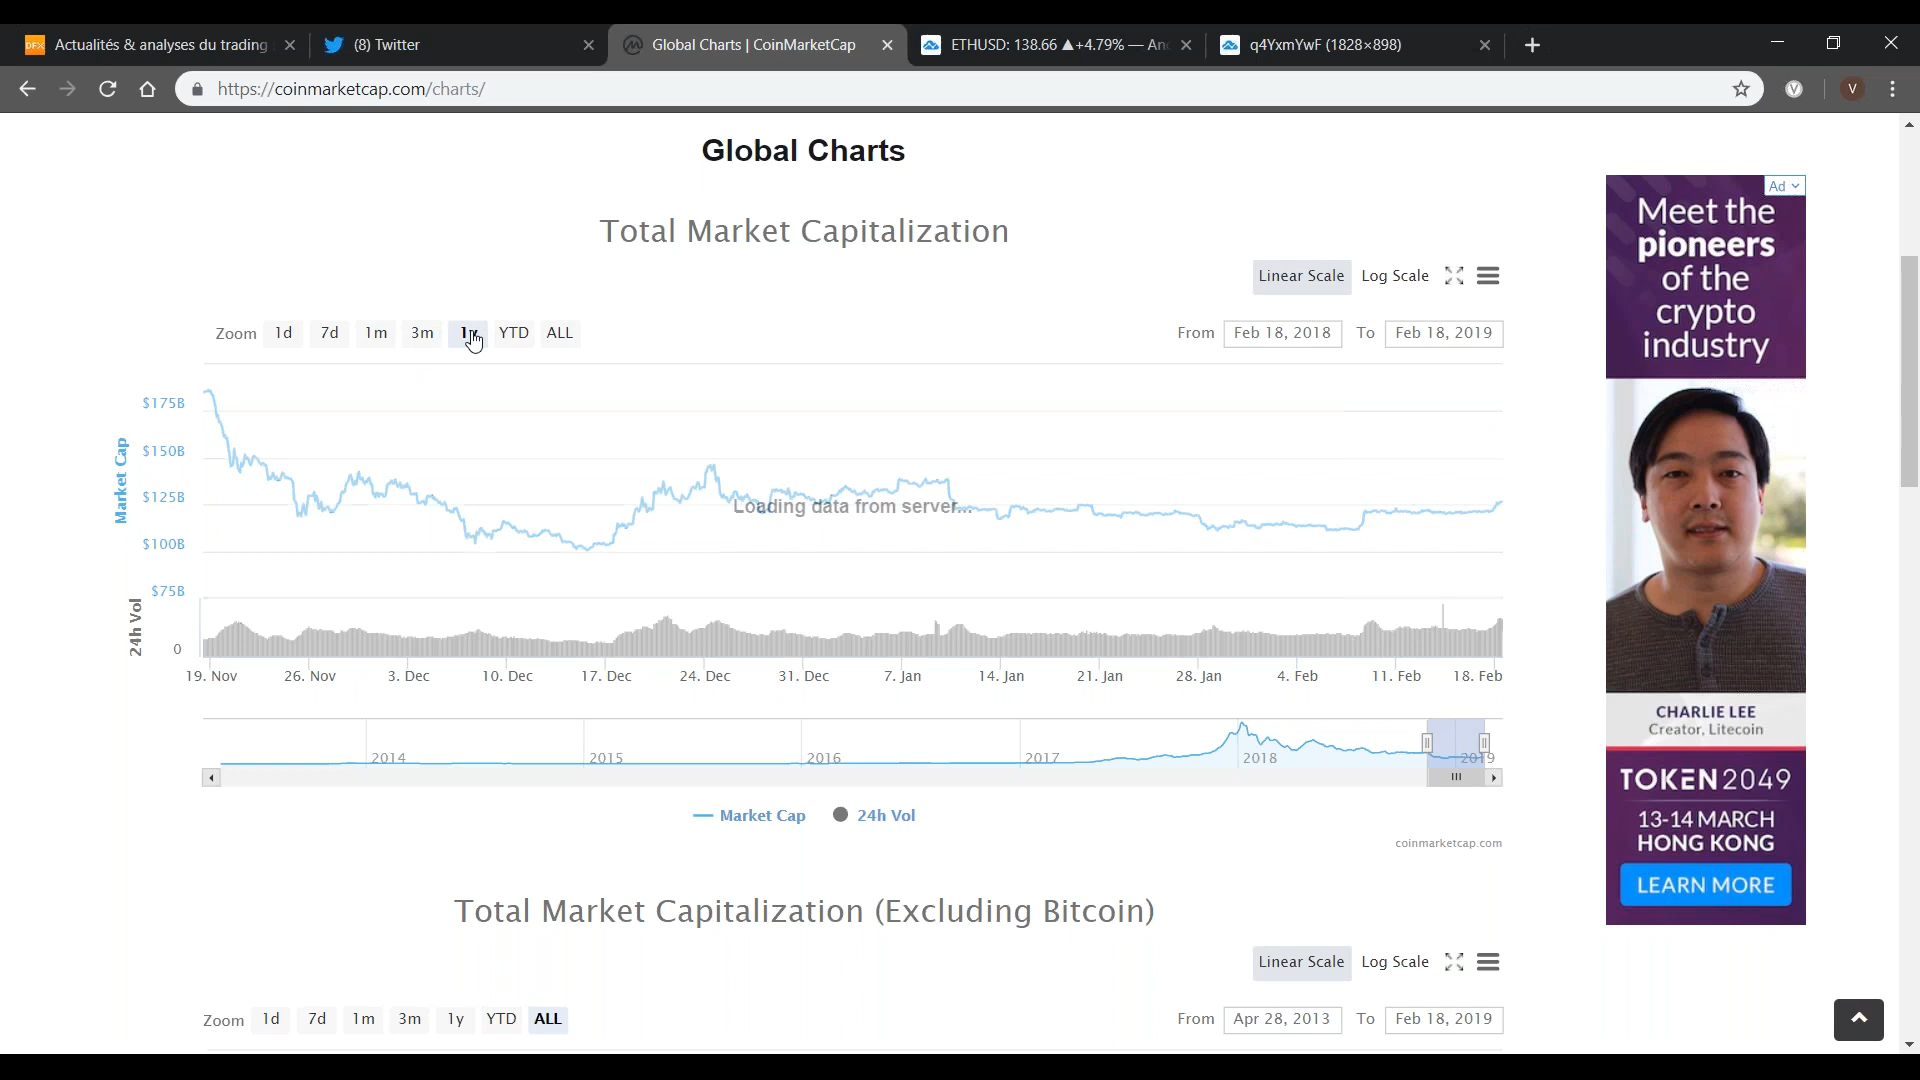 DFX Actualités & analyses du trading
(8) Twitter
Global Charts | CoinMarketCap
ETHUSD: 138.66 ▲+4.79% — An
q4YxmYwF (1828×898)
https://coinmarketcap.com/charts/
V
V
Global Charts
Total Market Capitalization
Linear Scale Log Scale
Zoom 1d 7d 1m 3m 1y YTD ALL
From Feb 18, 2018 To Feb 18, 2019
$175B
$150B
$125B
$100B
$75B
0
Market Cap
24h Vol
Loading data from server...
19. Nov 26. Nov 3. Dec 10. Dec 17. Dec 24. Dec 31. Dec 7. Jan 14. Jan 21. Jan 28. Jan 4. Feb 11. Feb 18. Feb
2014 2015 2016 2017 2018 2019
Market Cap 24h Vol
coinmarketcap.com
Total Market Capitalization (Excluding Bitcoin)
Linear Scale Log Scale
Zoom 1d 7d 1m 3m 1y YTD ALL
From Apr 28, 2013 To Feb 18, 2019
Ad
Meet the
pioneers
of the
crypto
industry
CHARLIE LEE
Creator, Litecoin
TOKEN2049
13-14 MARCH
HONG KONG
LEARN MORE